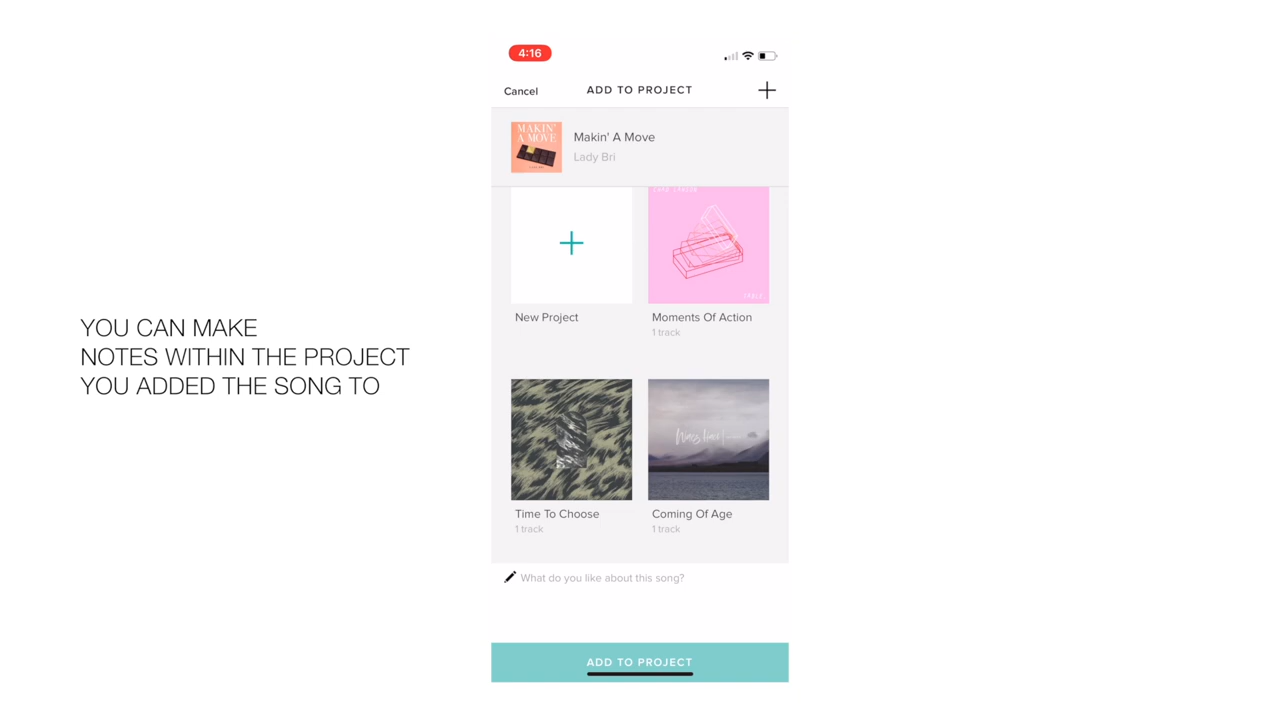 4:16
Cancel
ADD TO PROJECT
MAKIN'
A MOVE
Makin' A Move
Lady Bri
New Project
Moments Of Action
1 track
Time To Choose
1 track
Coming Of Age
1 track
What do you like about this song?
ADD TO PROJECT
YOU CAN MAKE
NOTES WITHIN THE PROJECT
YOU ADDED THE SONG TO